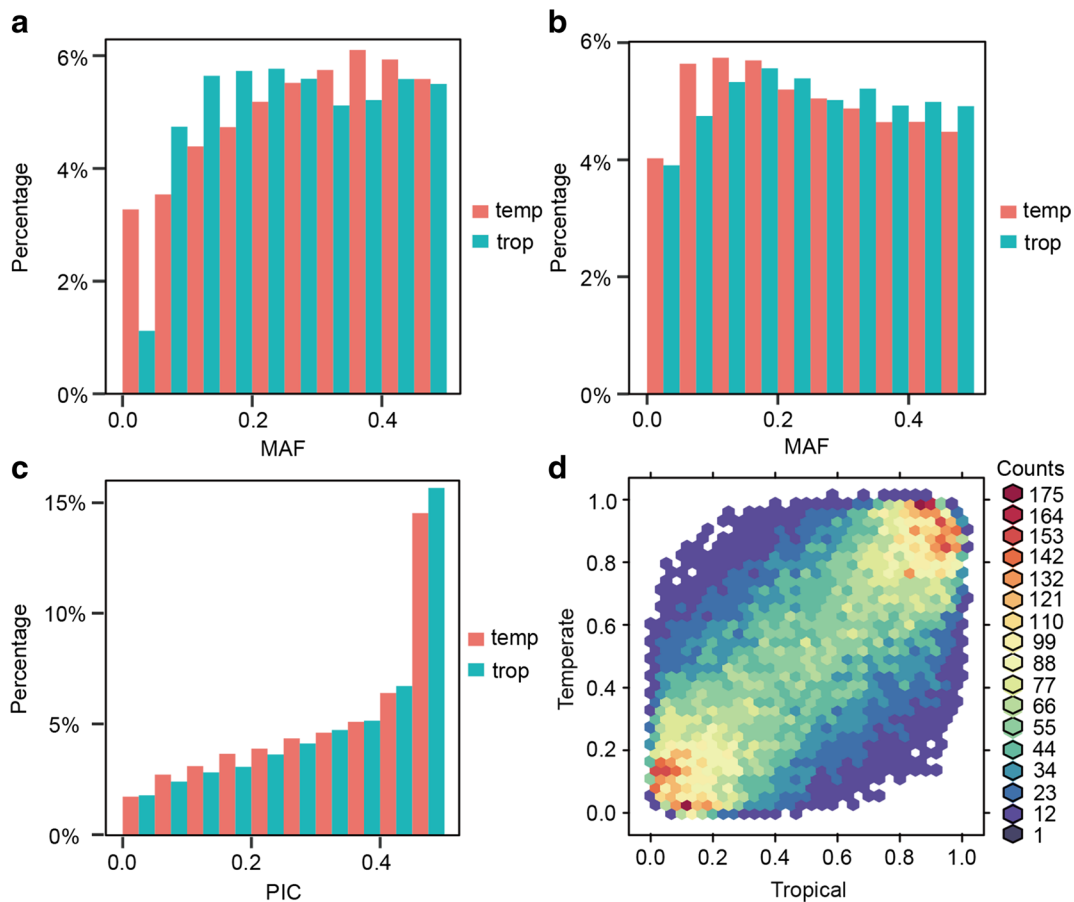 a
6%
4%
2%
0%
Percentage
0.0 0.2 0.4
MAF
temp
trop
b
6%
4%
2%
0%
Percentage
0.0 0.2 0.4
MAF
temp
trop
c
15%
10%
5%
0%
Percentage
0.0 0.2 0.4
PIC
temp
trop
d
1.0
0.8
0.6
0.4
0.2
0.0
Temperate
0.0 0.2 0.4 0.6 0.8 1.0
Tropical
Counts
175
164
153
142
132
121
110
99
88
77
66
55
44
34
23
12
1